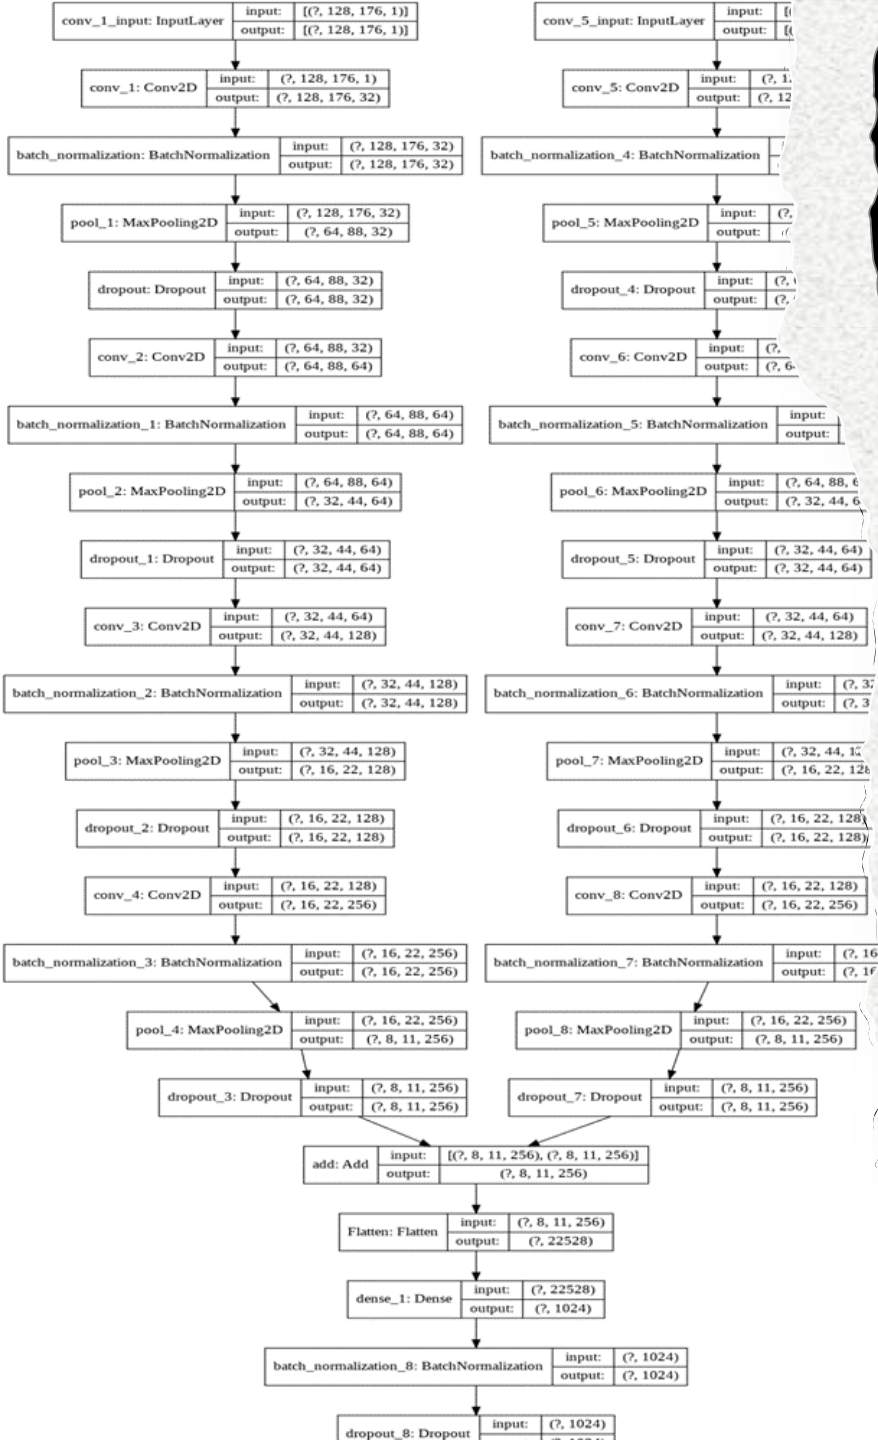 conv_1_input: InputLayer
input: [(?, 128, 176, 1)]
output: [(?, 128, 176, 1)]
conv_1: Conv2D
input: (?, 128, 176, 1)
output: (?, 128, 176, 32)
batch_normalization: BatchNormalization
input: (?, 128, 176, 32)
output: (?, 128, 176, 32)
pool_1: MaxPooling2D
input: (?, 128, 176, 32)
output: (?, 64, 88, 32)
dropout: Dropout
input: (?, 64, 88, 32)
output: (?, 64, 88, 32)
conv_2: Conv2D
input: (?, 64, 88, 32)
output: (?, 64, 88, 64)
batch_normalization_1: BatchNormalization
input: (?, 64, 88, 64)
output: (?, 64, 88, 64)
pool_2: MaxPooling2D
input: (?, 64, 88, 64)
output: (?, 32, 44, 64)
dropout_1: Dropout
input: (?, 32, 44, 64)
output: (?, 32, 44, 64)
conv_3: Conv2D
input: (?, 32, 44, 64)
output: (?, 32, 44, 128)
batch_normalization_2: BatchNormalization
input: (?, 32, 44, 128)
output: (?, 32, 44, 128)
pool_3: MaxPooling2D
input: (?, 32, 44, 128)
output: (?, 16, 22, 128)
dropout_2: Dropout
input: (?, 16, 22, 128)
output: (?, 16, 22, 128)
conv_4: Conv2D
input: (?, 16, 22, 128)
output: (?, 16, 22, 256)
batch_normalization_3: BatchNormalization
input: (?, 16, 22, 256)
output: (?, 16, 22, 256)
pool_4: MaxPooling2D
input: (?, 16, 22, 256)
output: (?, 8, 11, 256)
dropout_3: Dropout
input: (?, 8, 11, 256)
output: (?, 8, 11, 256)
conv_5_input: InputLayer
input:
output:
conv_5: Conv2D
input: (?,
output: (?,
batch_normalization_4: BatchNormalization
pool_5: MaxPooling2D
input: (?,
output:
dropout_4: Dropout
input: (?,
output: (?,
conv_6: Conv2D
input: (?,
output: (?,
batch_normalization_5: BatchNormalization
input:
output:
pool_6: MaxPooling2D
input: (?, 64, 88,
output: (?, 32, 44,
dropout_5: Dropout
input: (?, 32, 44, 64)
output: (?, 32, 44, 64)
conv_7: Conv2D
input: (?, 32, 44, 64)
output: (?, 32, 44, 128)
batch_normalization_6: BatchNormalization
input: (?,
output: (?,
pool_7: MaxPooling2D
input: (?, 32, 44,
output: (?, 16, 22,
dropout_6: Dropout
input: (?, 16, 22, 128)
output: (?, 16, 22, 128)
conv_8: Conv2D
input: (?, 16, 22, 128)
output: (?, 16, 22, 256)
batch_normalization_7: BatchNormalization
input: (?, 16
output: (?, 16
pool_8: MaxPooling2D
input: (?, 16, 22, 256)
output: (?, 8, 11, 256)
dropout_7: Dropout
input: (?, 8, 11, 256)
output: (?, 8, 11, 256)
add: Add
input: [(?, 8, 11, 256), (?, 8, 11, 256)]
output: (?, 8, 11, 256)
Flatten: Flatten
input: (?, 8, 11, 256)
output: (?, 22528)
dense_1: Dense
input: (?, 22528)
output: (?, 1024)
batch_normalization_8: BatchNormalization
input: (?, 1024)
output: (?, 1024)
dropout_8: Dropout
input: (?, 1024)